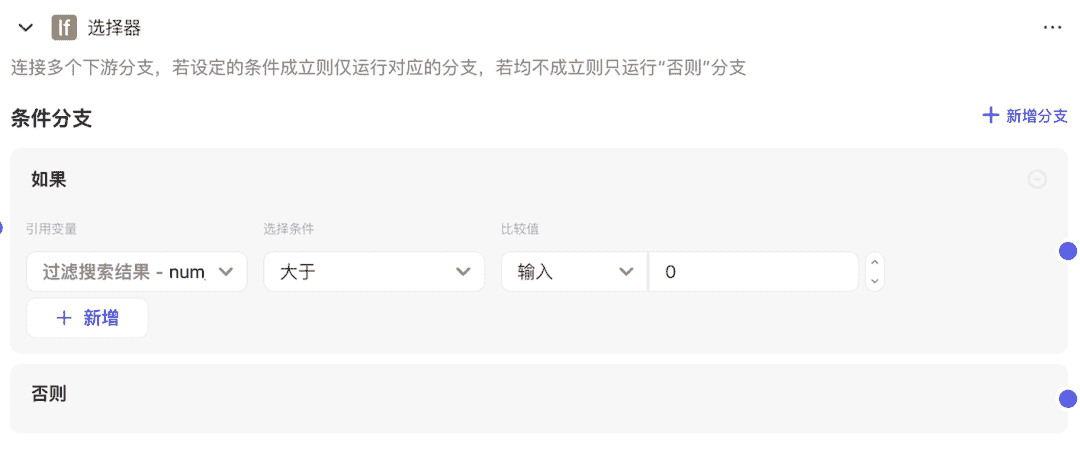 If 选择器
连接多个下游分支，若设定的条件成立则仅运行对应的分支，若均不成立则只运行“否则”分支
条件分支 + 新增分支
如果
引用变量 选择条件 比较值
过滤搜索结果 - num 大于 输入 0
+ 新增
否则